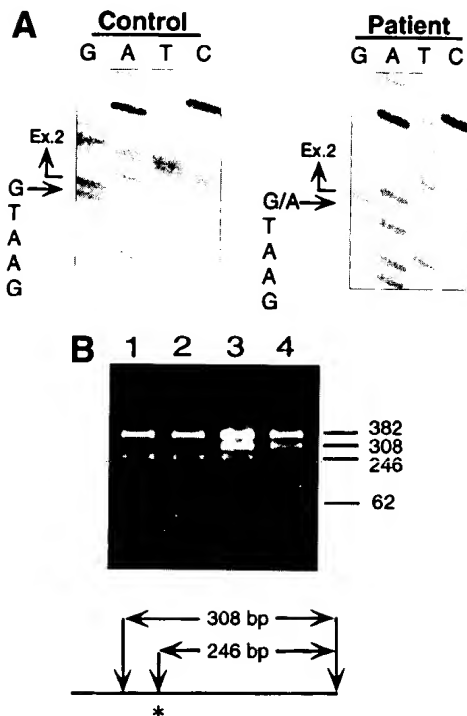 A
Control
Patient
G A T C
G A T C
Ex.2
Ex.2
G
T
A
A
G
G/A
T
A
A
G
B
1 2 3 4
382
308
246
62
308 bp
246 bp
*